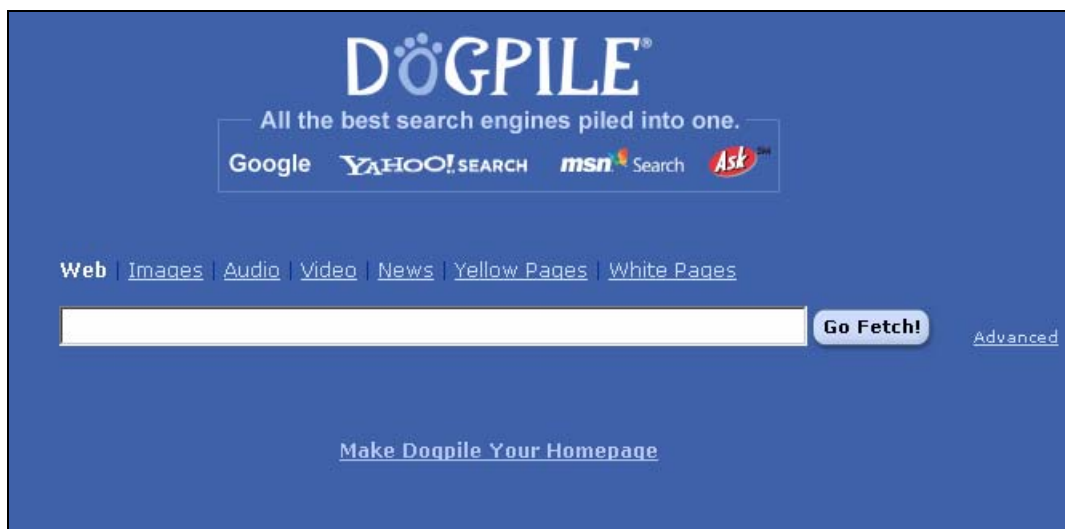 DOGPILE®
All the best search engines piled into one.
Google YAHOO! SEARCH msn Search Ask SM
Web | Images | Audio | Video | News | Yellow Pages | White Pages
Go Fetch!
Advanced
Make Dogpile Your Homepage